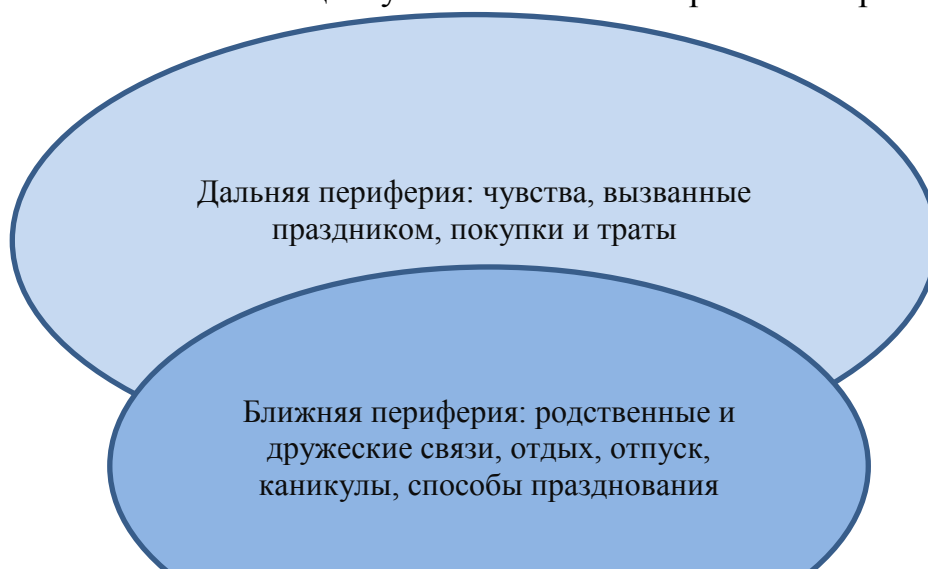 Дальняя периферия: чувства, вызванные
праздником, покупки и траты
Ближняя периферия: родственные и
дружеские связи, отдых, отпуск,
каникулы, способы празднования